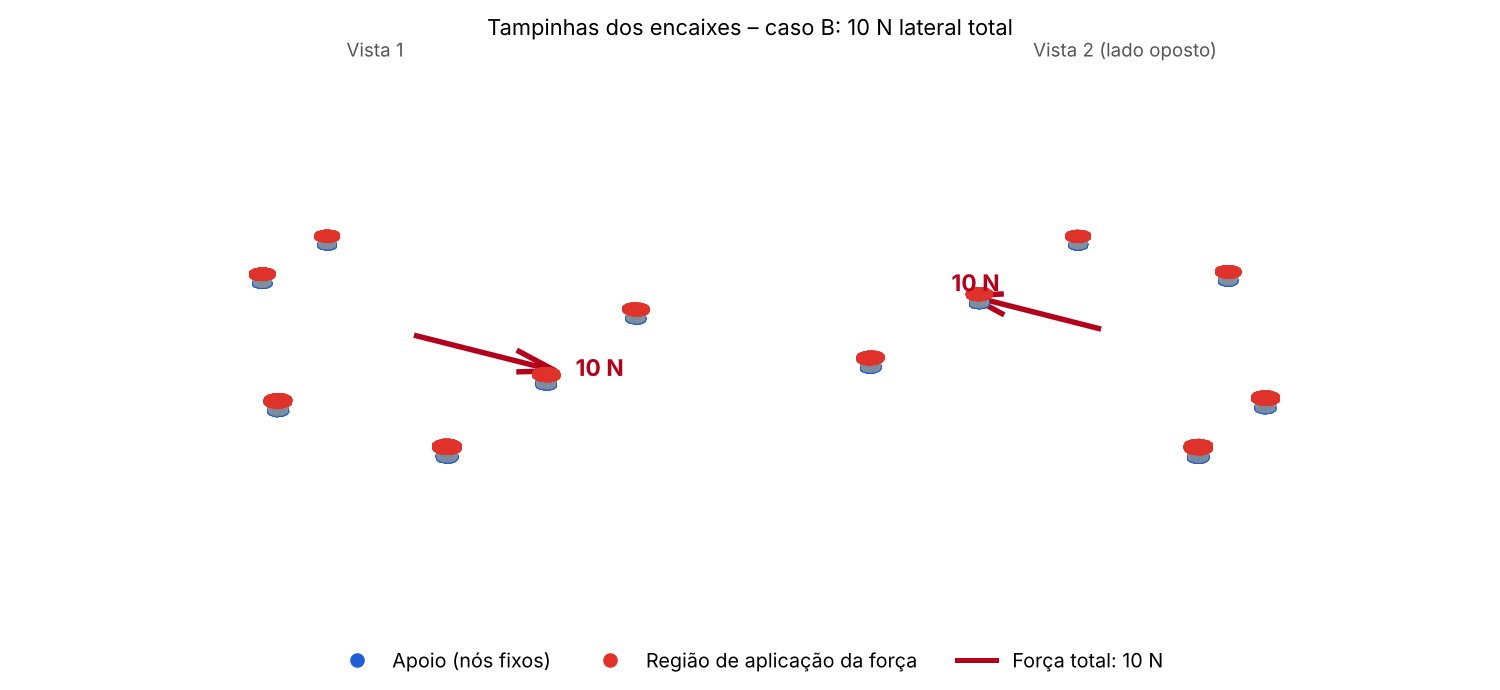 Tampinhas dos encaixes – caso B: 10 N lateral total
Vista 1
Vista 2 (lado oposto)
10 N
10 N
Apoio (nós fixos)
Região de aplicação da força
Força total: 10 N